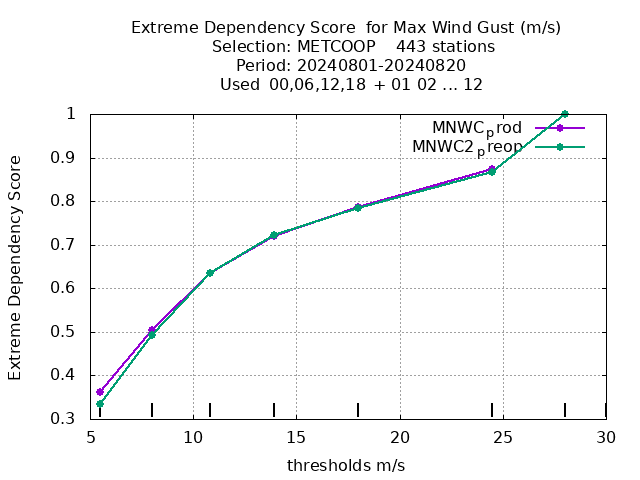 Extreme Dependency Score  for Max Wind Gust (m/s)
Selection: METCOOP    443 stations
Period: 20240801-20240820
Used  00,06,12,18  + 01 02 ... 12
Extreme Dependency Score
1
0.9
0.8
0.7
0.6
0.5
0.4
0.3
MNWCprod
MNWC2preop
5 10 15 20 25 30
thresholds m/s